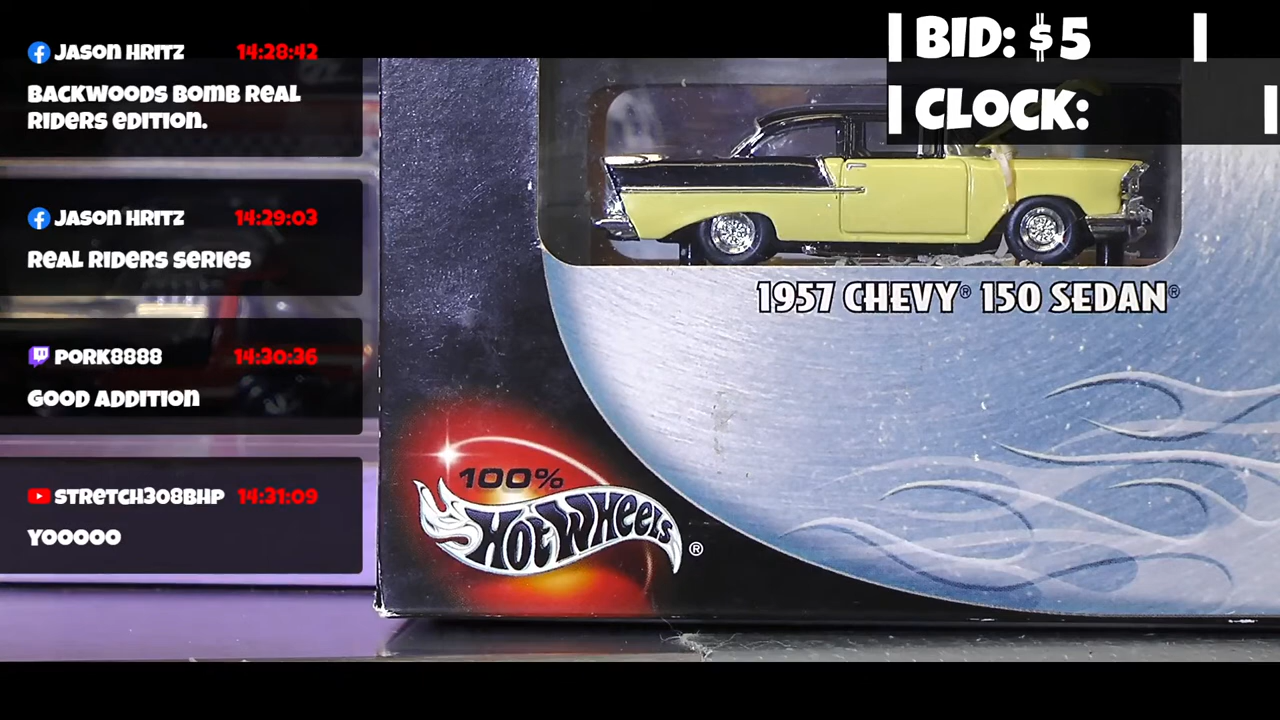 Jason Hritz 14:28:42
Backwoods Bomb Real
Riders edition.
Jason Hritz 14:29:03
Real Riders Series
pork8888 14:30:36
Good addition
stretch308bhp 14:31:09
Yooooo
| BID: $5 |
| CLOCK: |
1957 CHEVY® 150 SEDAN®
100%
Hot Wheels ®